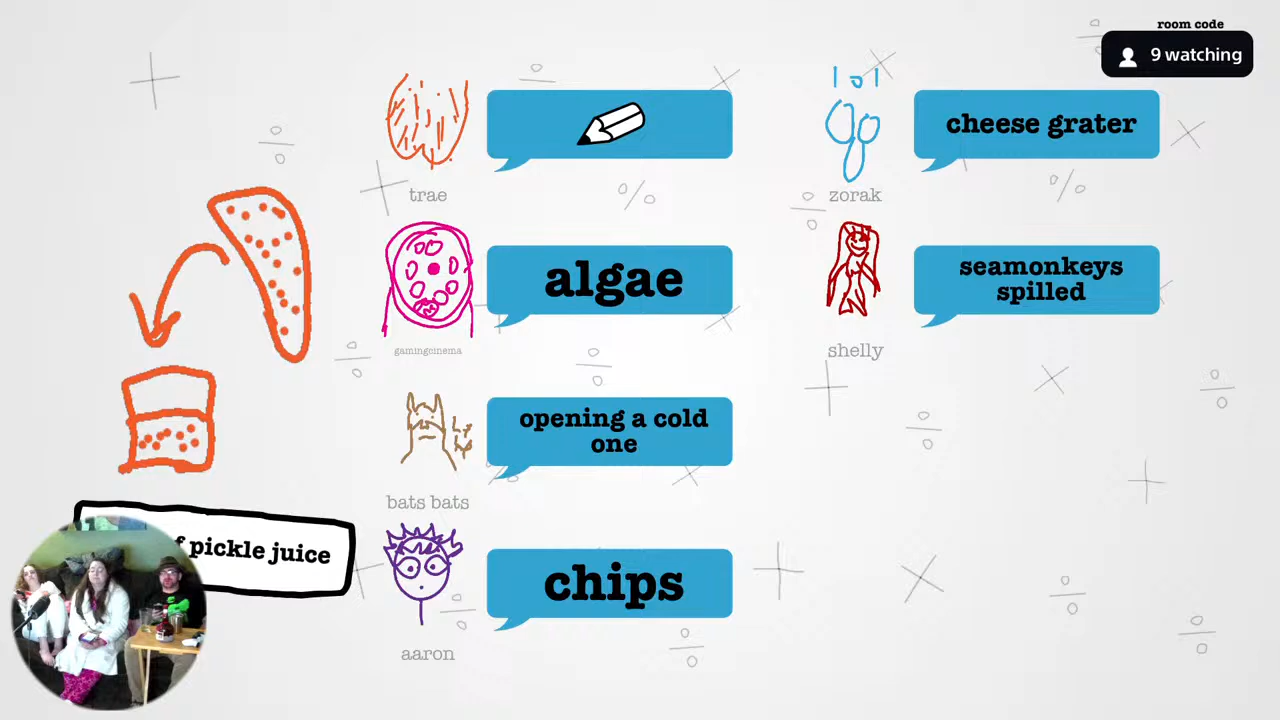 room code
9 watching
lol
cheese grater
trae
zorak
algae
seamonkeys
spilled
gamingcinema
shelly
opening a cold
one
bats bats
pickle juice
chips
aaron